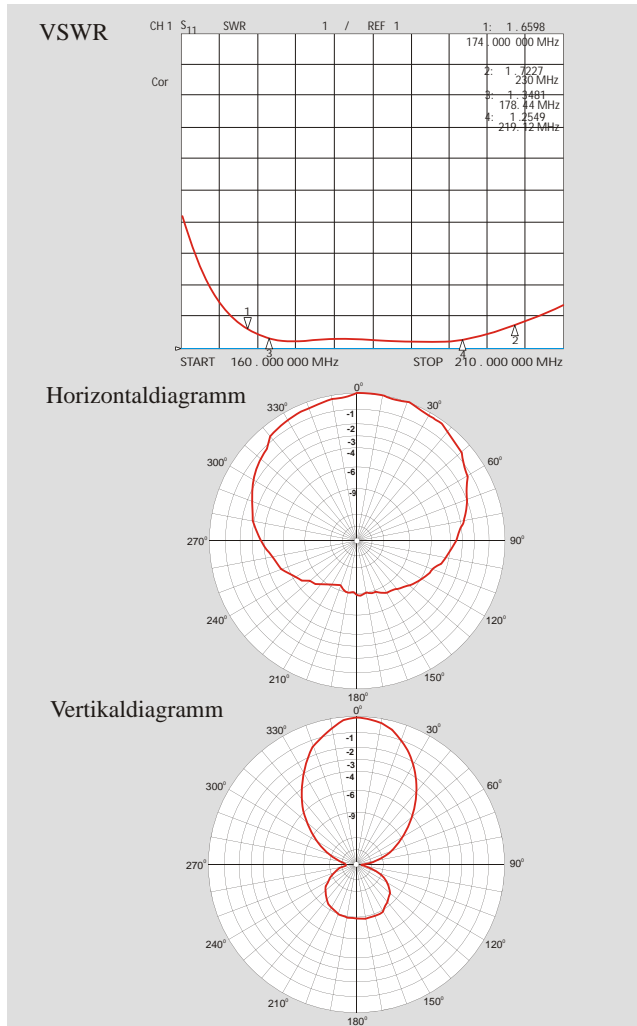 VSWR
CH 1 S11 SWR 1 / REF 1 1: 1 .6598
174 . 000 000 MHz
2: 1 .7227
230 MHz
Cor
3: 1 .3481
178. 44 MHz
4: 1 .2549
219. 12 MHz
1
3
4
2
START 160 . 000 000 MHz STOP 210 . 000 000 MHz
Horizontaldiagramm
0°
330° 30°
-1
-2
-3
-4
300° 60°
-6
-9
270° 90°
240° 120°
210° 150°
180°
Vertikaldiagramm
0°
330° 30°
-1
-2
-3
-4
300° 60°
-6
-9
270° 90°
240° 120°
210° 150°
180°